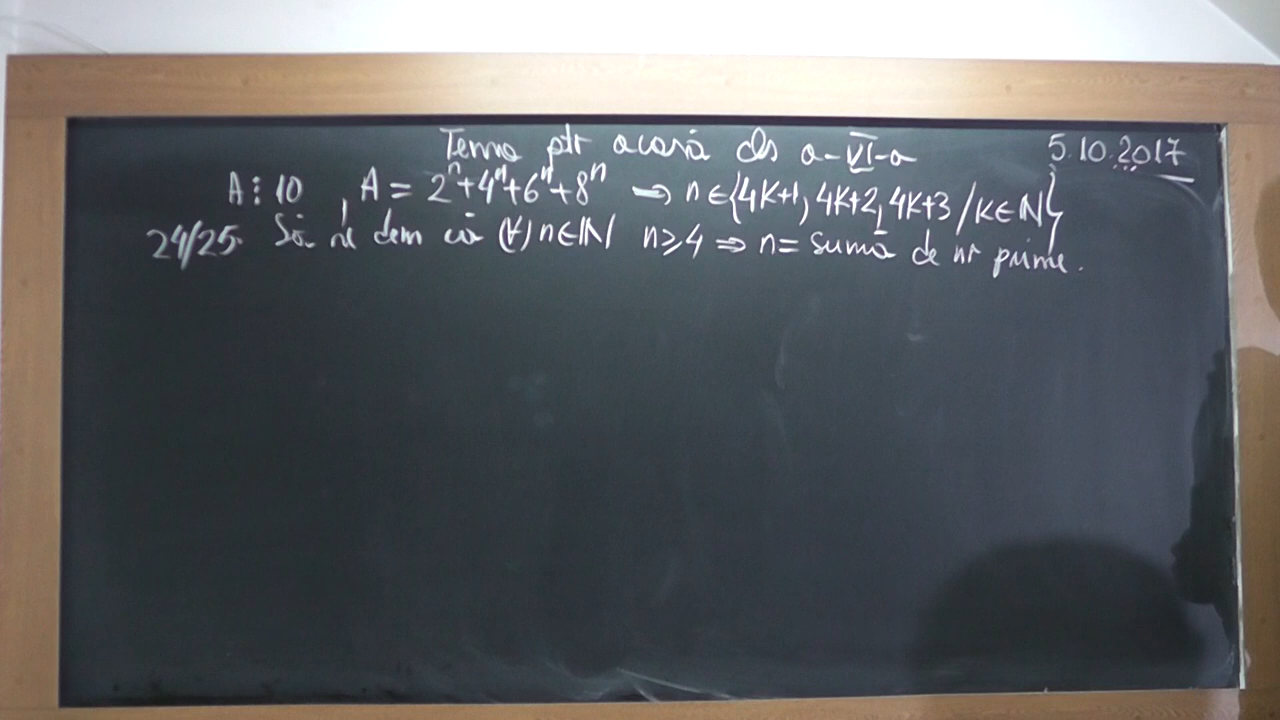 Tema ptr acasă cls a-VI-a 5.10.2017
A⋮10, A = 2ⁿ+4ⁿ+6ⁿ+8ⁿ → n∈{4K+1, 4K+2, 4K+3 / K∈N}
24/25. Să se dem că (∀) n∈N n≥4 ⇒ n = sumă de nr prime.